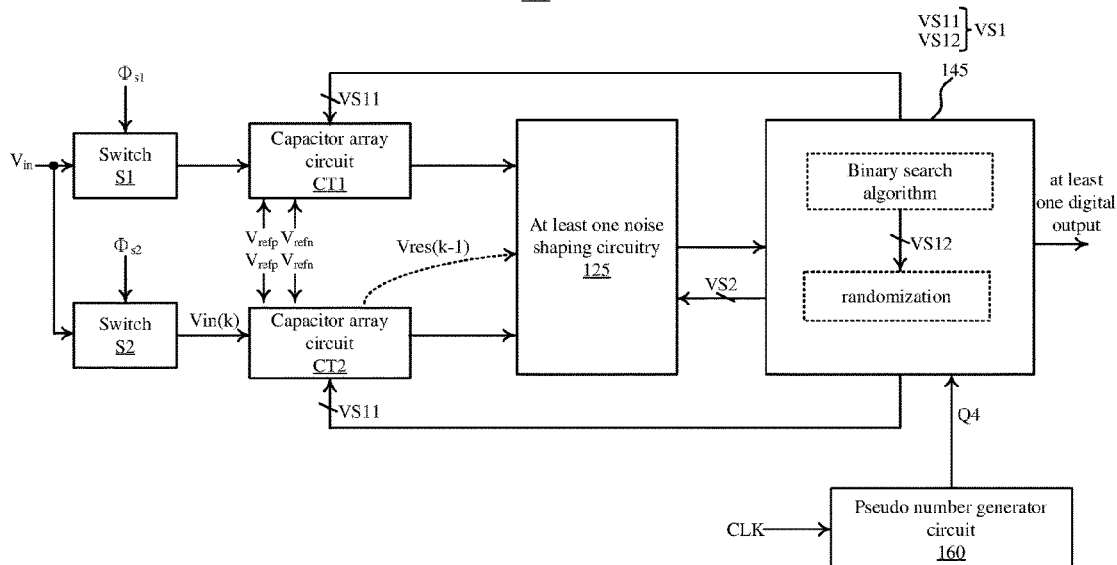 VS11
VS12
VS1
145
Φs1
VS11
Vin
Switch
S1
Capacitor array
circuit
CT1
Vrefp Vrefn
Vrefp Vrefn
Vres(k-1)
At least one noise
shaping circuitry
125
Binary search
algorithm
VS12
randomization
at least
one digital
output
VS2
Φs2
Switch
S2
Vin(k)
Capacitor array
circuit
CT2
VS11
Q4
CLK
Pseudo number generator
circuit
160